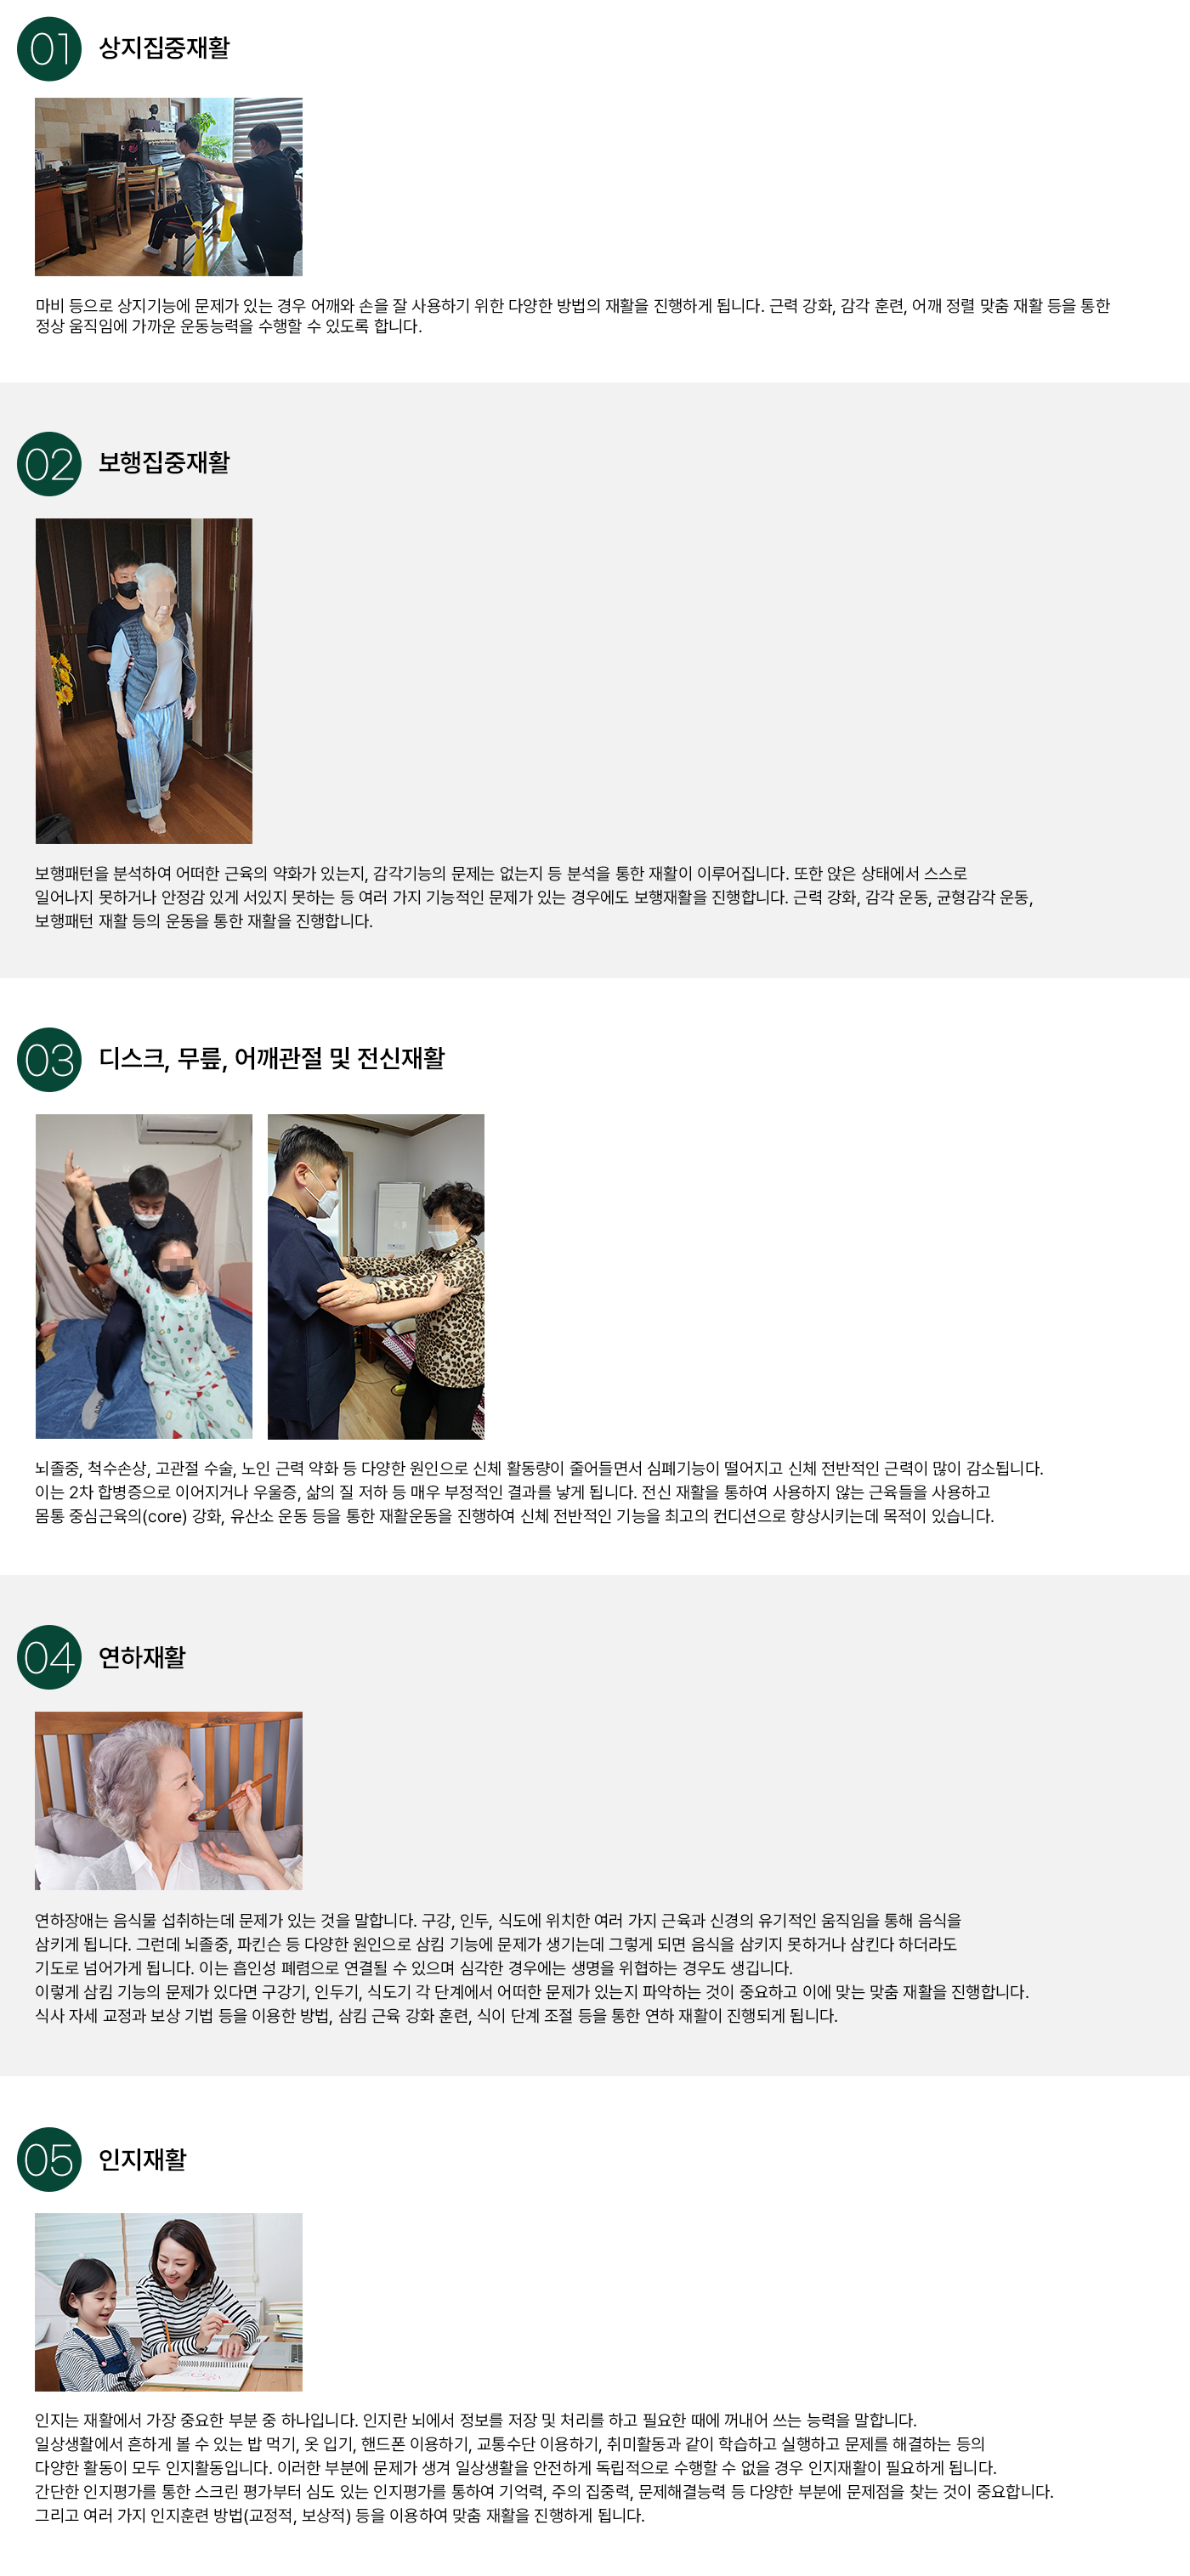 01 상지집중재활
마비 등으로 상지기능에 문제가 있는 경우 어깨와 손을 잘 사용하기 위한 다양한 방법의 재활을 진행하게 됩니다. 근력 강화, 감각 훈련, 어깨 정렬 맞춤 재활 등을 통한
정상 움직임에 가까운 운동능력을 수행할 수 있도록 합니다.
02 보행집중재활
보행패턴을 분석하여 어떠한 근육의 약화가 있는지, 감각기능의 문제는 없는지 등 분석을 통한 재활이 이루어집니다. 또한 앉은 상태에서 스스로
일어나지 못하거나 안정감 있게 서있지 못하는 등 여러 가지 기능적인 문제가 있는 경우에도 보행재활을 진행합니다. 근력 강화, 감각 운동, 균형감각 운동,
보행패턴 재활 등의 운동을 통한 재활을 진행합니다.
03 디스크, 무릎, 어깨관절 및 전신재활
뇌졸중, 척수손상, 고관절 수술, 노인 근력 약화 등 다양한 원인으로 신체 활동량이 줄어들면서 심폐기능이 떨어지고 신체 전반적인 근력이 많이 감소됩니다.
이는 2차 합병증으로 이어지거나 우울증, 삶의 질 저하 등 매우 부정적인 결과를 낳게 됩니다. 전신 재활을 통하여 사용하지 않는 근육들을 사용하고
몸통 중심근육의(core) 강화, 유산소 운동 등을 통한 재활운동을 진행하여 신체 전반적인 기능을 최고의 컨디션으로 향상시키는데 목적이 있습니다.
04 연하재활
연하장애는 음식물 섭취하는데 문제가 있는 것을 말합니다. 구강, 인두, 식도에 위치한 여러 가지 근육과 신경의 유기적인 움직임을 통해 음식을
삼키게 됩니다. 그런데 뇌졸중, 파킨슨 등 다양한 원인으로 삼킴 기능에 문제가 생기는데 그렇게 되면 음식을 삼키지 못하거나 삼킨다 하더라도
기도로 넘어가게 됩니다. 이는 흡인성 폐렴으로 연결될 수 있으며 심각한 경우에는 생명을 위협하는 경우도 생깁니다.
이렇게 삼킴 기능의 문제가 있다면 구강기, 인두기, 식도기 각 단계에서 어떠한 문제가 있는지 파악하는 것이 중요하고 이에 맞는 맞춤 재활을 진행합니다.
식사 자세 교정과 보상 기법 등을 이용한 방법, 삼킴 근육 강화 훈련, 식이 단계 조절 등을 통한 연하 재활이 진행되게 됩니다.
05 인지재활
인지는 재활에서 가장 중요한 부분 중 하나입니다. 인지란 뇌에서 정보를 저장 및 처리를 하고 필요한 때에 꺼내어 쓰는 능력을 말합니다.
일상생활에서 흔하게 볼 수 있는 밥 먹기, 옷 입기, 핸드폰 이용하기, 교통수단 이용하기, 취미활동과 같이 학습하고 실행하고 문제를 해결하는 등의
다양한 활동이 모두 인지활동입니다. 이러한 부분에 문제가 생겨 일상생활을 안전하게 독립적으로 수행할 수 없을 경우 인지재활이 필요하게 됩니다.
간단한 인지평가를 통한 스크린 평가부터 심도 있는 인지평가를 통하여 기억력, 주의 집중력, 문제해결능력 등 다양한 부분에 문제점을 찾는 것이 중요합니다.
그리고 여러 가지 인지훈련 방법(교정적, 보상적) 등을 이용하여 맞춤 재활을 진행하게 됩니다.